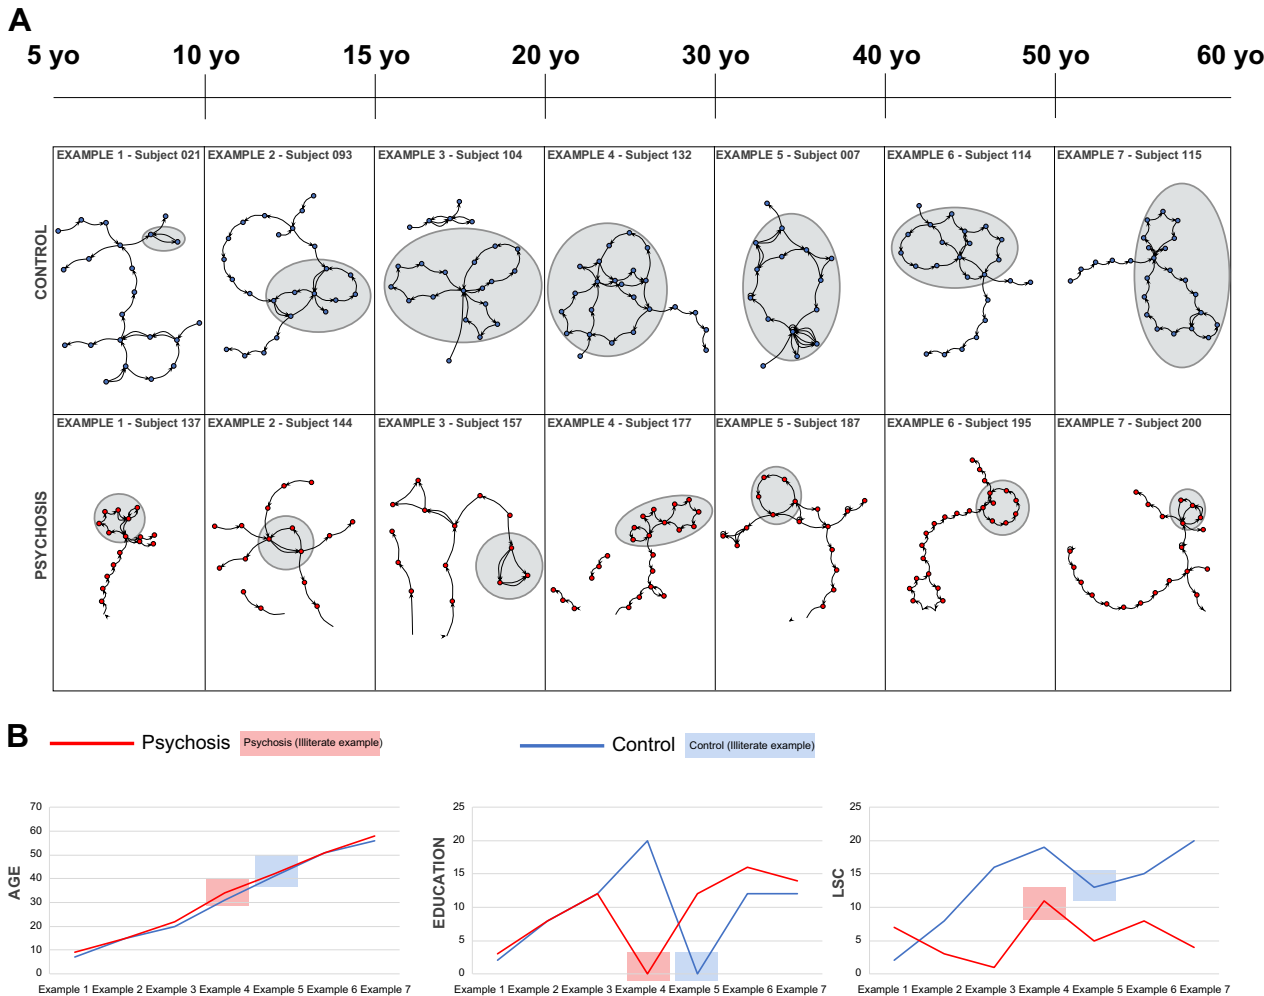 A
5 yo 10 yo 15 yo 20 yo 30 yo 40 yo 50 yo 60 yo
CONTROL
EXAMPLE 1 - Subject 021 EXAMPLE 2 - Subject 093 EXAMPLE 3 - Subject 104 EXAMPLE 4 - Subject 132 EXAMPLE 5 - Subject 007 EXAMPLE 6 - Subject 114 EXAMPLE 7 - Subject 115
PSYCHOSIS
EXAMPLE 1 - Subject 137 EXAMPLE 2 - Subject 144 EXAMPLE 3 - Subject 157 EXAMPLE 4 - Subject 177 EXAMPLE 5 - Subject 187 EXAMPLE 6 - Subject 195 EXAMPLE 7 - Subject 200
B
Psychosis Psychosis (Illiterate example) Control Control (Illiterate example)
AGE
70
60
50
40
30
20
10
0
Example 1 Example 2 Example 3 Example 4 Example 5 Example 6 Example 7
EDUCATION
25
20
15
10
5
0
Example 1 Example 2 Example 3 Example 4 Example 5 Example 6 Example 7
LSC
25
20
15
10
5
0
Example 1 Example 2 Example 3 Example 4 Example 5 Example 6 Example 7